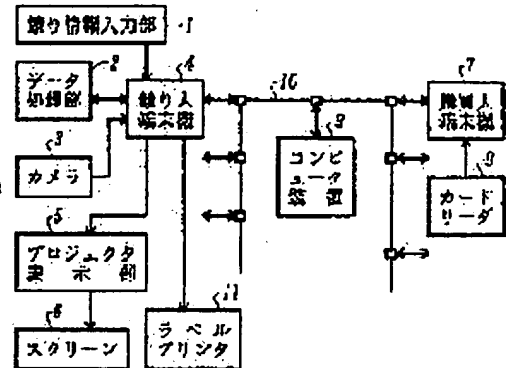 競り情報入力部 1
データ
処理部 2
競り人
端末機 4
カメラ 3
プロジェクタ
表示部 5
スクリーン 6
ラベル
プリンタ 11
10
コンピ
ュータ
装置 9
購買人
端末機 7
カード
リーダ 8